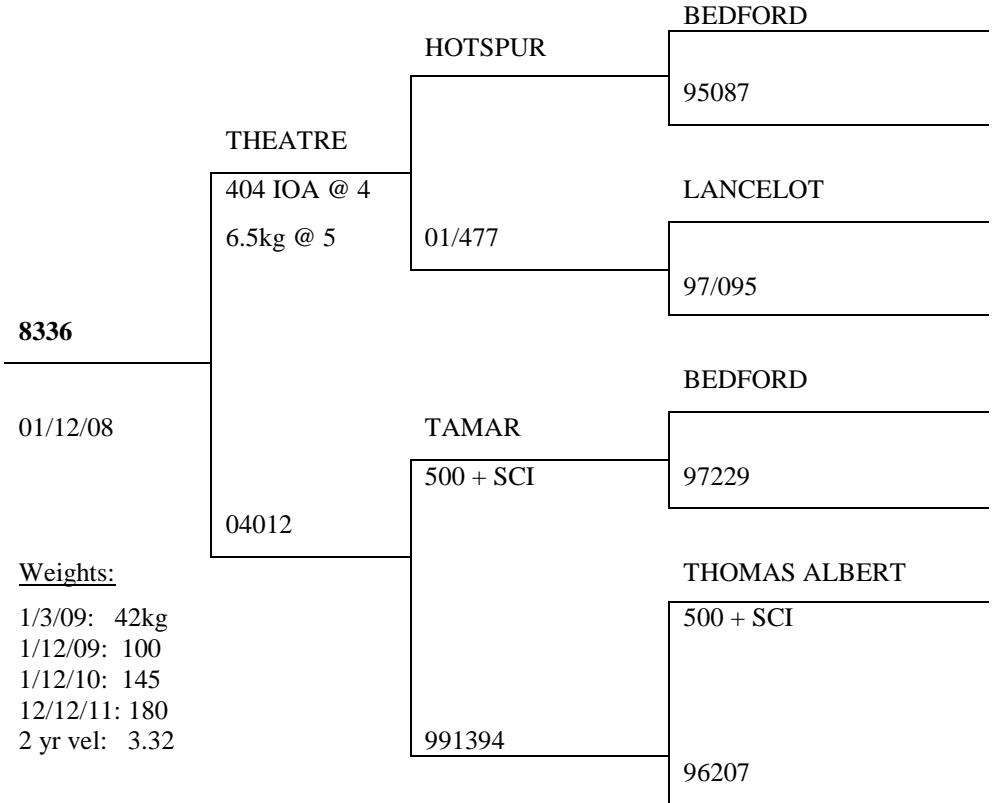 BEDFORD
HOTSPUR
95087
THEATRE
404 IOA @ 4
LANCELOT
6.5kg @ 5
01/477
97/095
8336
BEDFORD
01/12/08
TAMAR
500 + SCI
97229
04012
Weights:
THOMAS ALBERT
1/3/09: 42kg
500 + SCI
1/12/09: 100
1/12/10: 145
12/12/11: 180
2 yr vel: 3.32
991394
96207